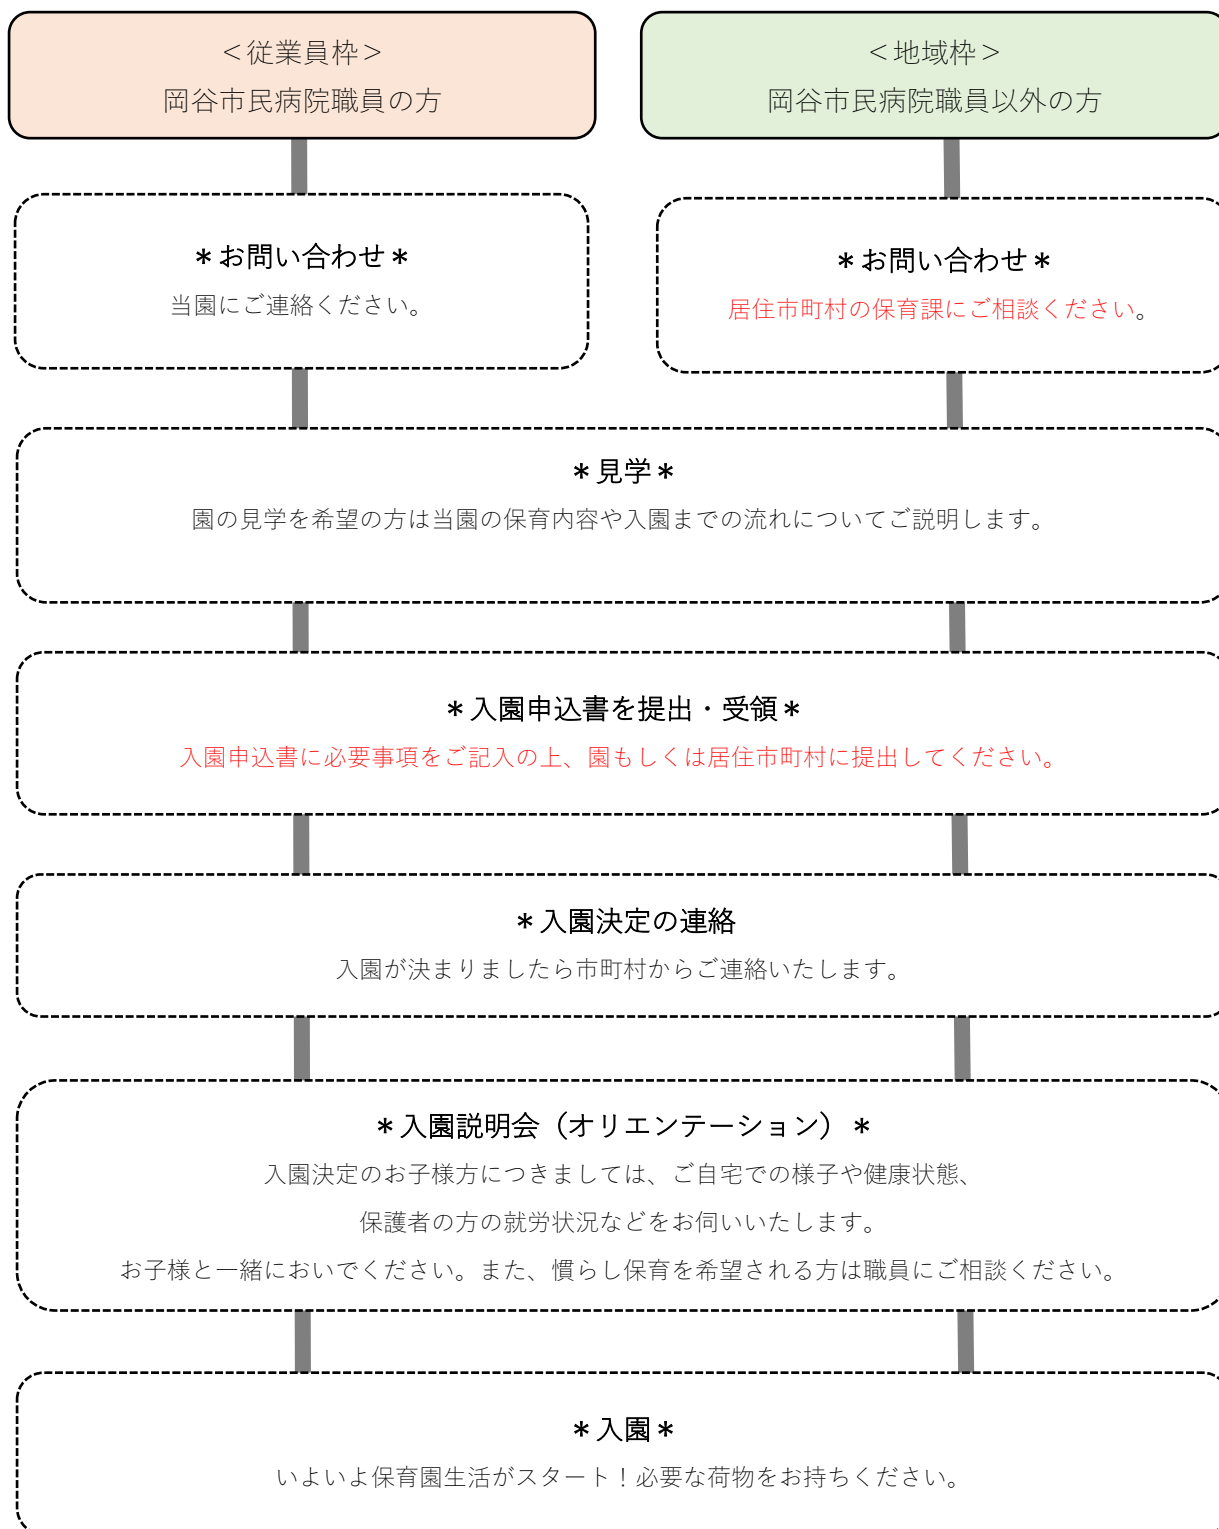 ＜従業員枠＞
岡谷市民病院職員の方
＜地域枠＞
岡谷市民病院職員以外の方
＊お問い合わせ＊
当園にご連絡ください。
＊お問い合わせ＊
居住市町村の保育課にご相談ください。
＊見学＊
園の見学を希望の方は当園の保育内容や入園までの流れについてご説明します。
＊入園申込書を提出・受領＊
入園申込書に必要事項をご記入の上、園もしくは居住市町村に提出してください。
＊入園決定の連絡
入園が決まりましたら市町村からご連絡いたします。
＊入園説明会（オリエンテーション）＊
入園決定のお子様方につきましては、ご自宅での様子や健康状態、
保護者の方の就労状況などをお伺いいたします。
お子様と一緒においでください。また、慣らし保育を希望される方は職員にご相談ください。
＊入園＊
いよいよ保育園生活がスタート！必要な荷物をお持ちください。